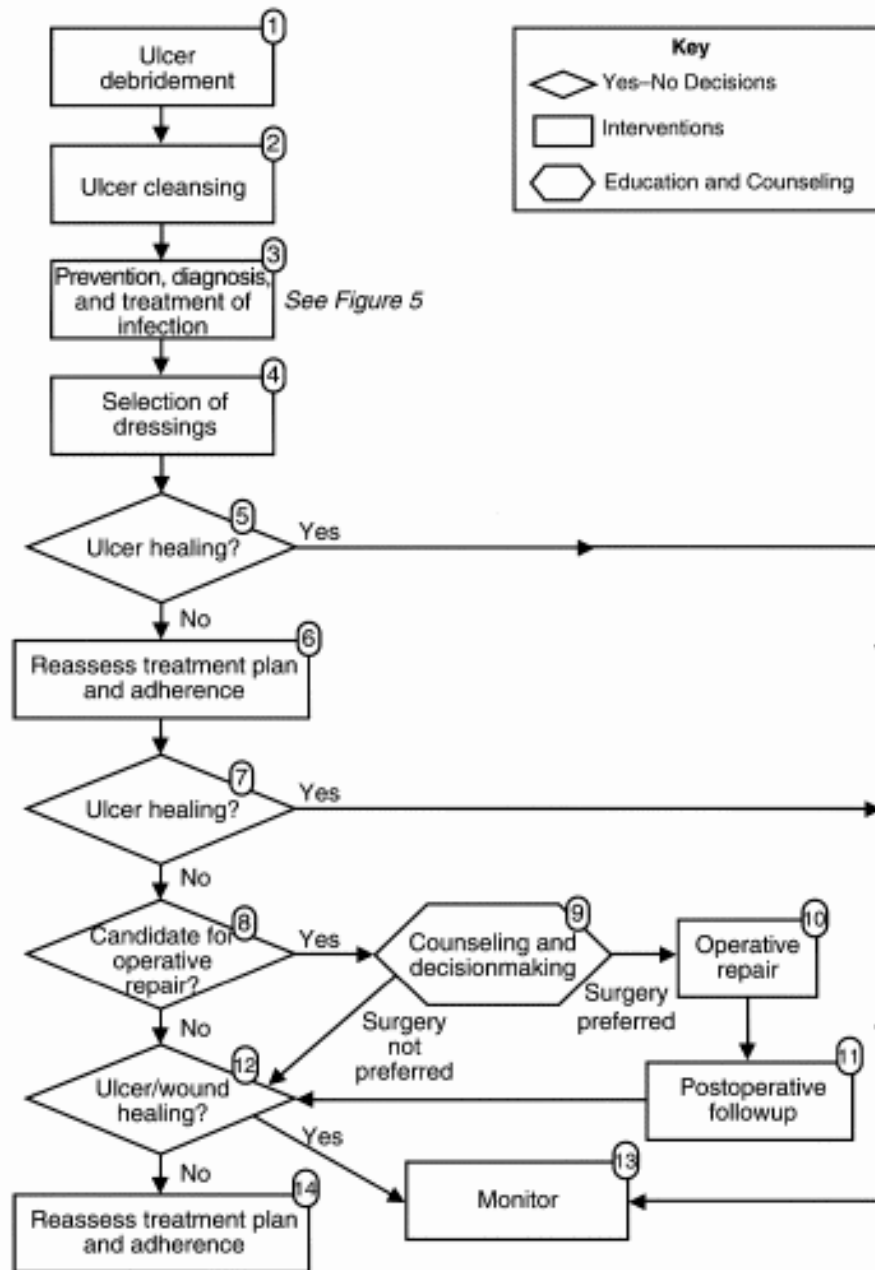 1
Ulcer
debridement
Key
Yes–No Decisions
Interventions
Education and Counseling
2
Ulcer cleansing
3
Prevention, diagnosis,
and treatment of
infection
See Figure 5
4
Selection of
dressings
5
Ulcer healing?
Yes
No
6
Reassess treatment plan
and adherence
7
Ulcer healing?
Yes
No
8
Candidate for
operative
repair?
Yes
9
Counseling and
decisionmaking
10
Operative
repair
Surgery
preferred
Surgery
not
preferred
No
12
Ulcer/wound
healing?
11
Postoperative
followup
Yes
13
Monitor
No
14
Reassess treatment plan
and adherence